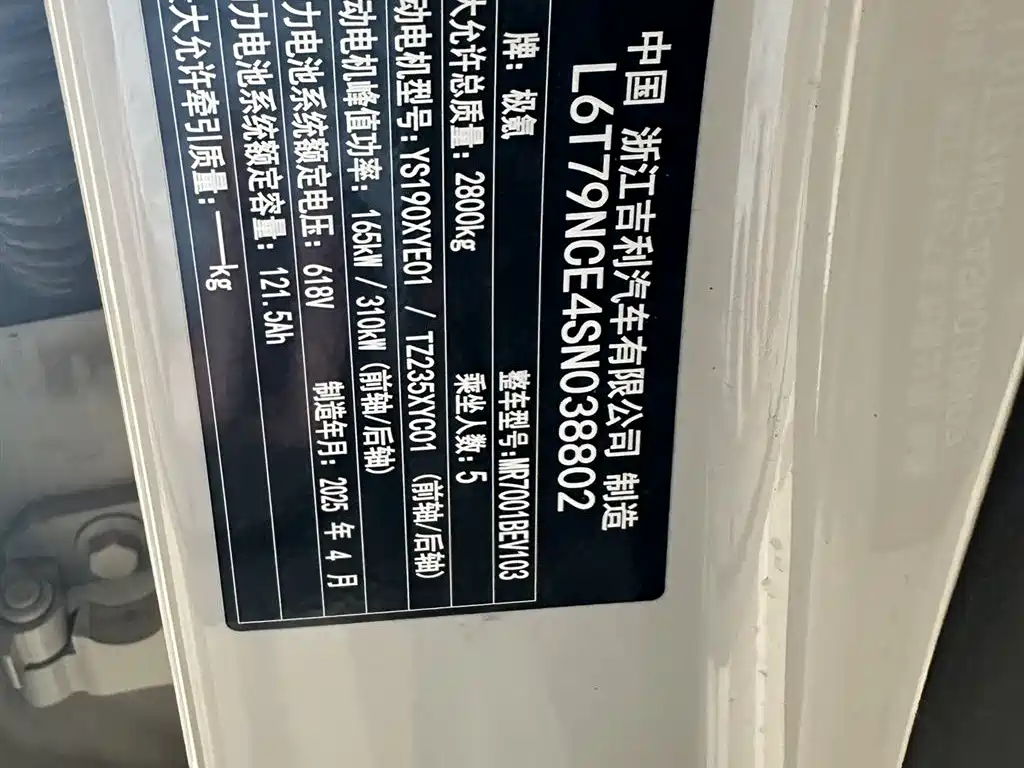 中国 浙江吉利汽车有限公司 制造
L6T79NCE4SN038802
牌: 极氪 整车型号:MR7001BEV103
大允许总质量: 2800kg 乘坐人数:5
动电机型号: YS190XYE01 / TZ235XYC01 (前轴/后轴)
动电机峰值功率: 165kW / 310kW (前轴/后轴)
力电池系统额定电压: 618V 制造年月: 2025 年 4 月
力电池系统额定容量: 121.5Ah
大允许牵引质量: ——kg